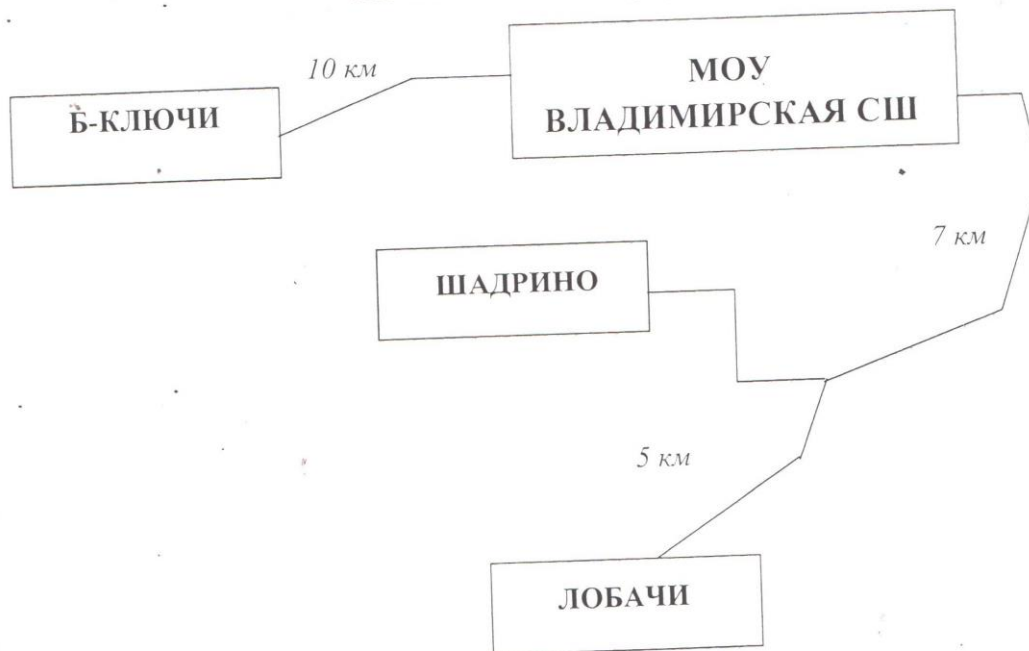 10 км
МОУ
ВЛАДИМИРСКАЯ СШ
Б-КЛЮЧИ
7 км
ШАДРИНО
5 км
ЛОБАЧИ